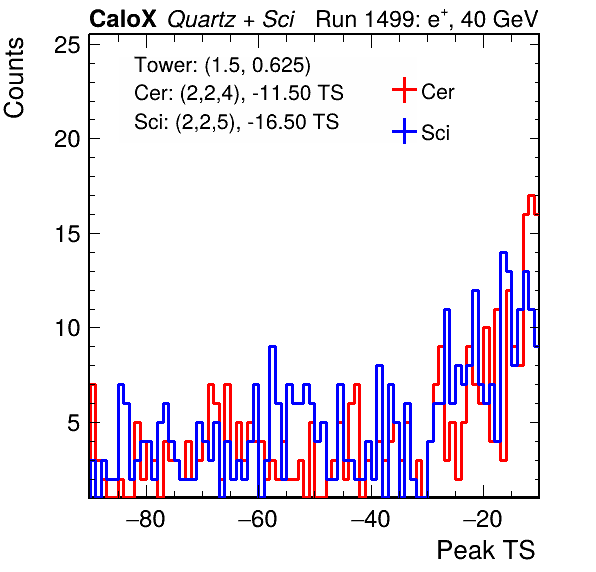 CaloX Quartz + Sci Run 1499: e+, 40 GeV
Counts
25
20
15
10
5
Tower: (1.5, 0.625)
Cer: (2,2,4), -11.50 TS
Sci: (2,2,5), -16.50 TS
Cer
Sci
−80 −60 −40 −20
Peak TS